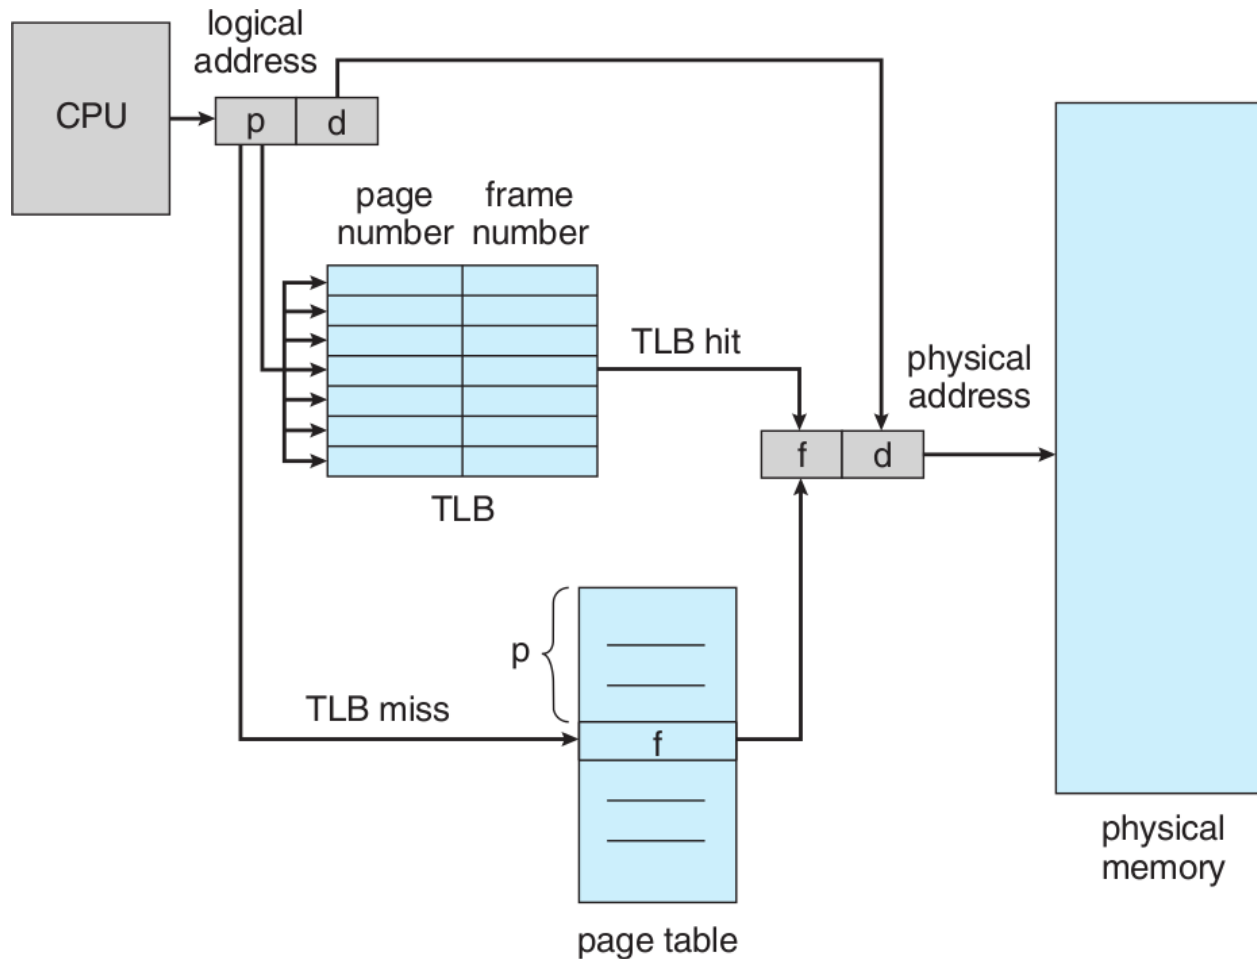 logical
address
CPU
p
d
page
number
frame
number
TLB hit
physical
address
f
d
TLB
p
TLB miss
f
physical
memory
page table